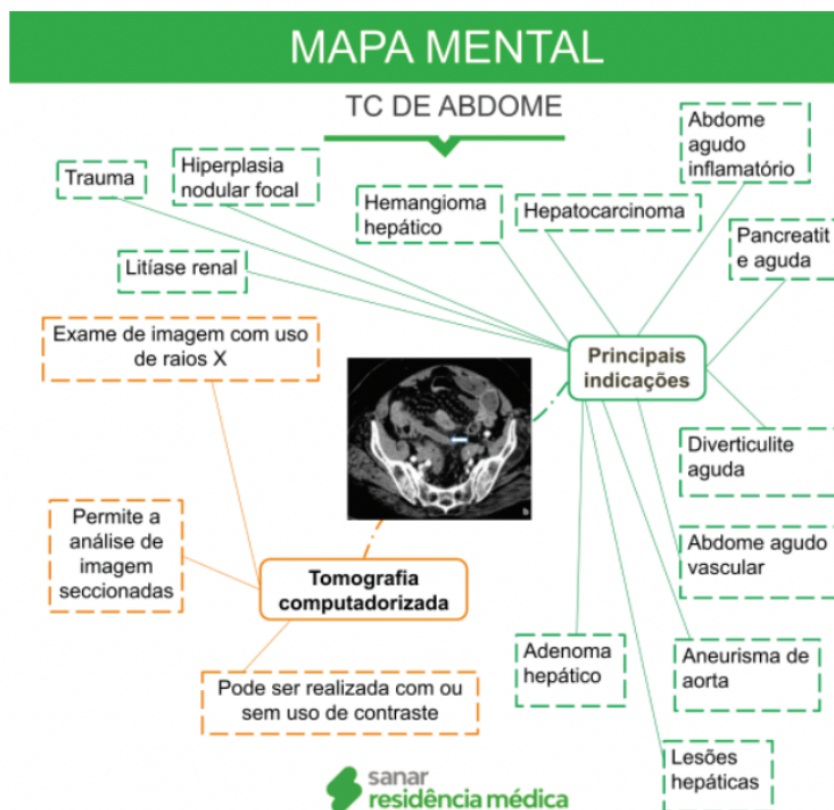 MAPA MENTAL
TC DE ABDOME
Abdome
agudo
inflamatório
Trauma
Hiperplasia
nodular focal
Hemangioma
hepático
Hepatocarcinoma
Pancreatit
e aguda
Litíase renal
Exame de imagem com uso
de raios X
Principais
indicações
Diverticulite
aguda
b
Permite a
análise de
imagem
seccionadas
Abdome agudo
vascular
Tomografia
computadorizada
Adenoma
hepático
Aneurisma de
aorta
Pode ser realizada com ou
sem uso de contraste
Lesões
hepáticas
sanar
residência médica